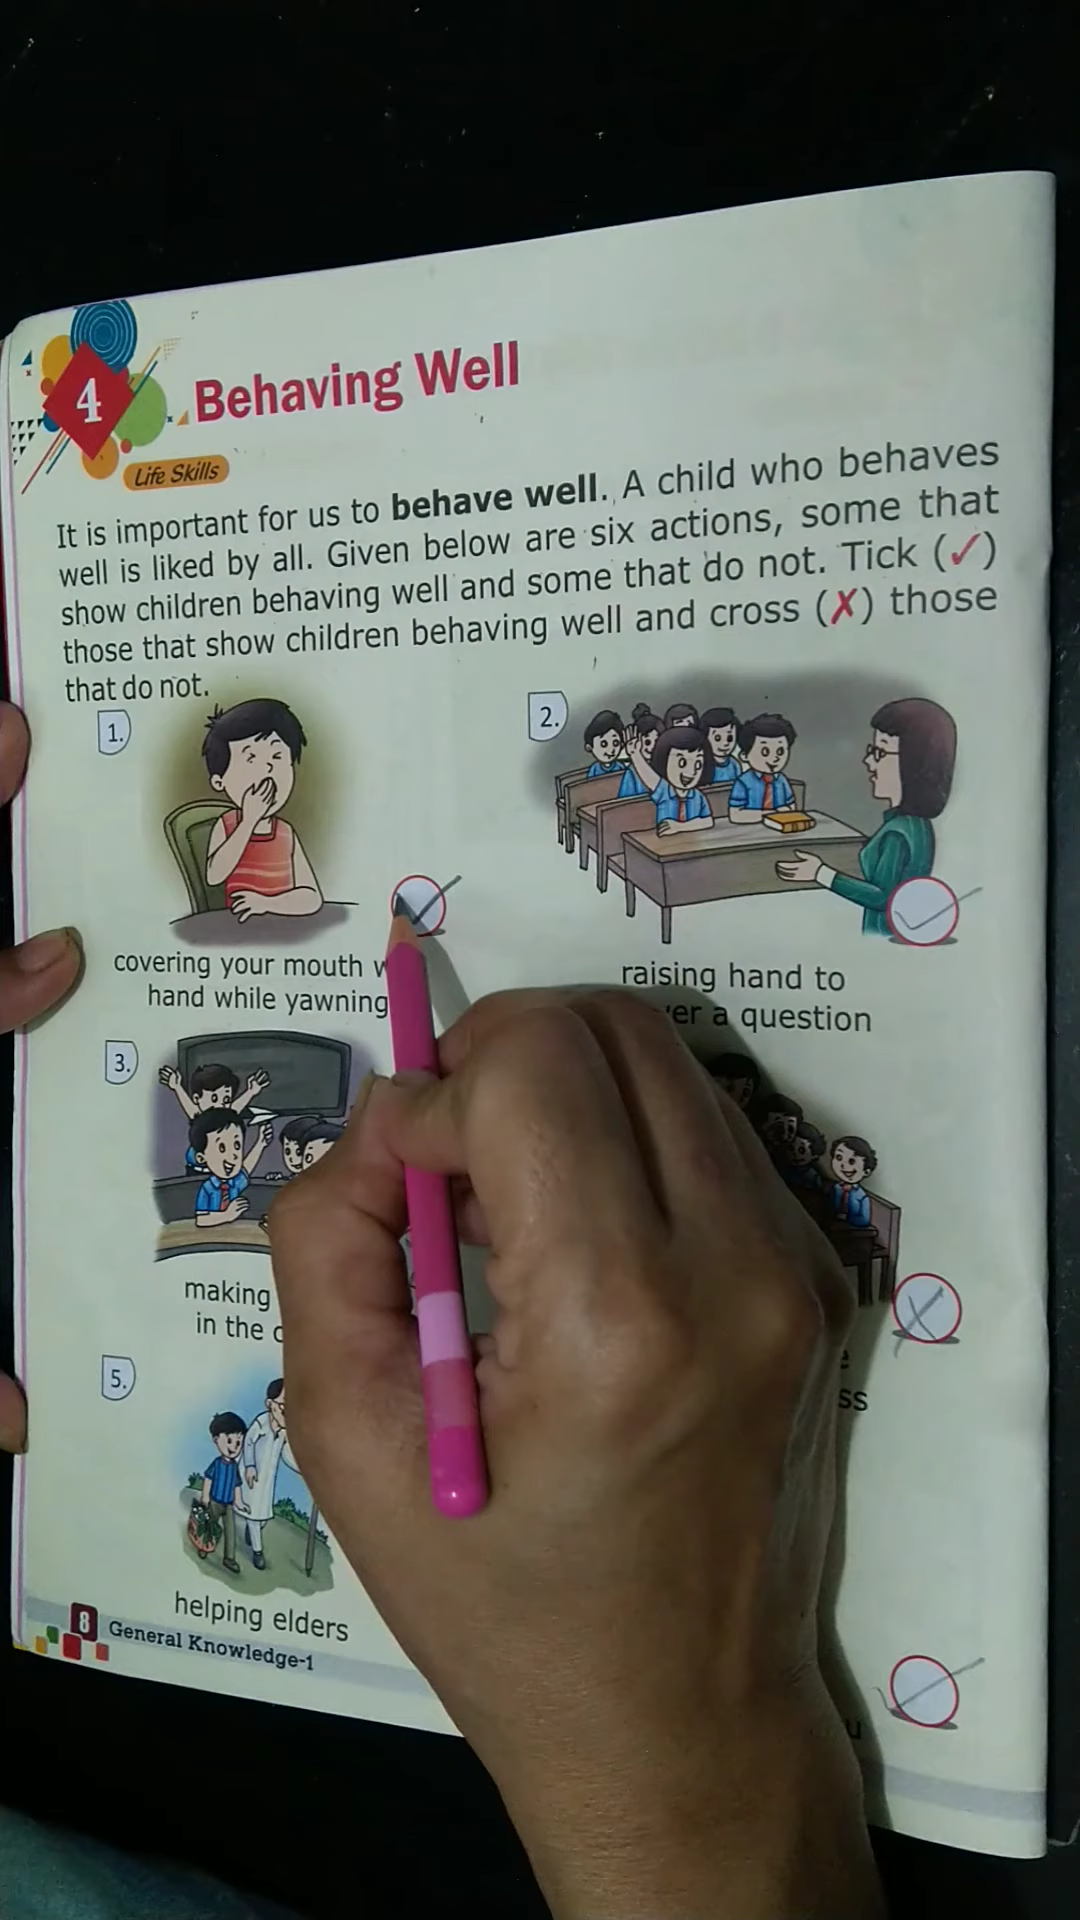 4
Behaving Well
Life Skills
It is important for us to behave well. A child who behaves
well is liked by all. Given below are six actions, some that
show children behaving well and some that do not. Tick (✓)
those that show children behaving well and cross (✗) those
that do not.
1.
covering your mouth
hand while yawning
2.
raising hand to
a question
3.
making
in the
5.
helping elders
8
General Knowledge-1